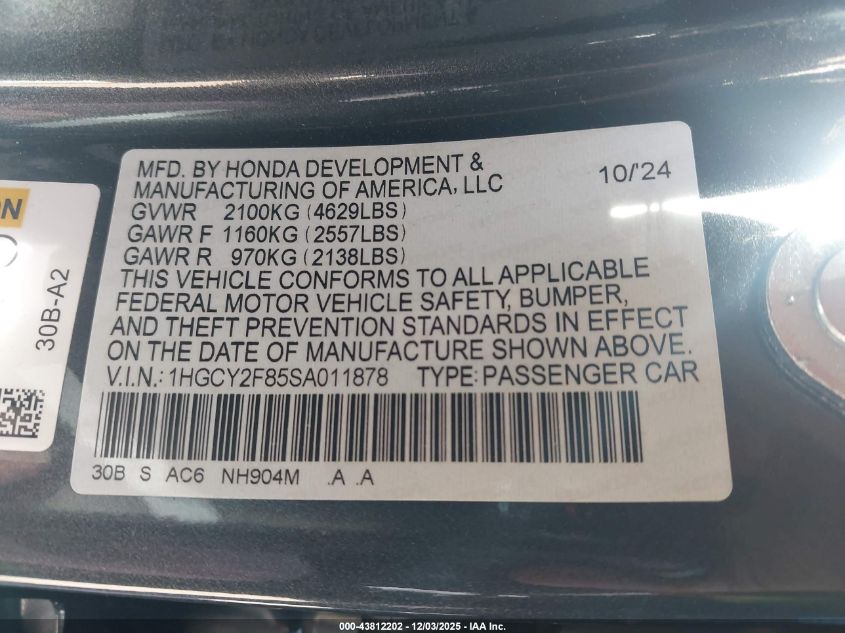 MFD. BY HONDA DEVELOPMENT &
MANUFACTURING OF AMERICA, LLC
10/'24
GVWR 2100KG (4629LBS)
GAWR F 1160KG (2557LBS)
GAWR R 970KG (2138LBS)
THIS VEHICLE CONFORMS TO ALL APPLICABLE
FEDERAL MOTOR VEHICLE SAFETY, BUMPER,
AND THEFT PREVENTION STANDARDS IN EFFECT
ON THE DATE OF MANUFACTURE SHOWN ABOVE.
V.I.N.: 1HGCY2F85SA011878 TYPE: PASSENGER CAR
30B S AC6 NH904M .A .A
30B-A2
000-43812202 - 12/03/2025 - IAA Inc.